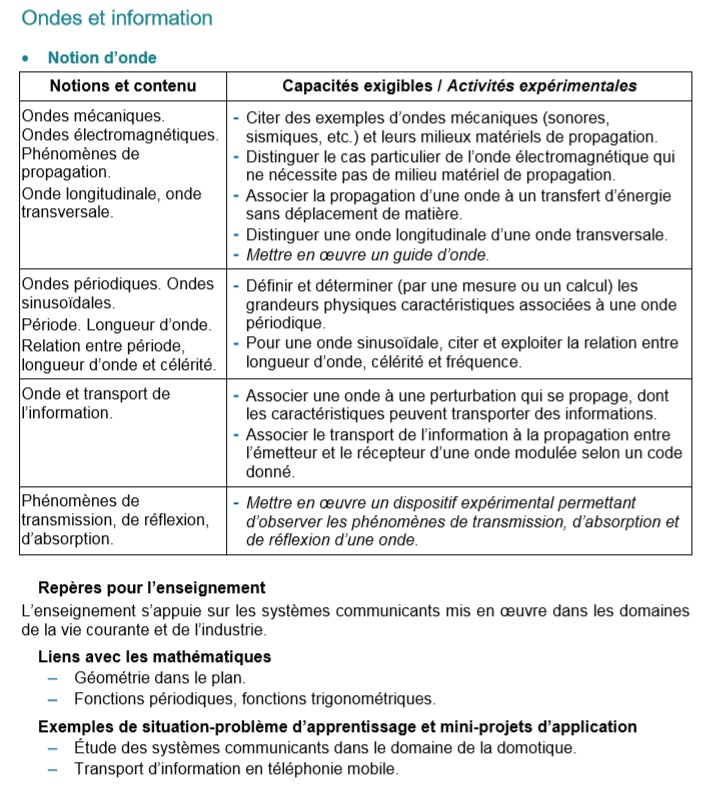 Ondes et information
• Notion d’onde
Notions et contenu
Capacités exigibles / Activités expérimentales
Ondes mécaniques.
Ondes électromagnétiques.
Phénomènes de
propagation.
Onde longitudinale, onde
transversale.
- Citer des exemples d’ondes mécaniques (sonores,
sismiques, etc.) et leurs milieux matériels de propagation.
- Distinguer le cas particulier de l’onde électromagnétique qui
ne nécessite pas de milieu matériel de propagation.
- Associer la propagation d’une onde à un transfert d’énergie
sans déplacement de matière.
- Distinguer une onde longitudinale d’une onde transversale.
- Mettre en œuvre un guide d’onde.
Ondes périodiques. Ondes
sinusoïdales.
Période. Longueur d’onde.
Relation entre période,
longueur d’onde et célérité.
- Définir et déterminer (par une mesure ou un calcul) les
grandeurs physiques caractéristiques associées à une onde
périodique.
- Pour une onde sinusoïdale, citer et exploiter la relation entre
longueur d’onde, célérité et fréquence.
Onde et transport de
l’information.
- Associer une onde à une perturbation qui se propage, dont
les caractéristiques peuvent transporter des informations.
- Associer le transport de l’information à la propagation entre
l’émetteur et le récepteur d’une onde modulée selon un code
donné.
Phénomènes de
transmission, de réflexion,
d’absorption.
- Mettre en œuvre un dispositif expérimental permettant
d’observer les phénomènes de transmission, d’absorption et
de réflexion d’une onde.
Repères pour l’enseignement
L’enseignement s’appuie sur les systèmes communicants mis en œuvre dans les domaines
de la vie courante et de l’industrie.
Liens avec les mathématiques
– Géométrie dans le plan.
– Fonctions périodiques, fonctions trigonométriques.
Exemples de situation-problème d’apprentissage et mini-projets d’application
– Étude des systèmes communicants dans le domaine de la domotique.
– Transport d’information en téléphonie mobile.